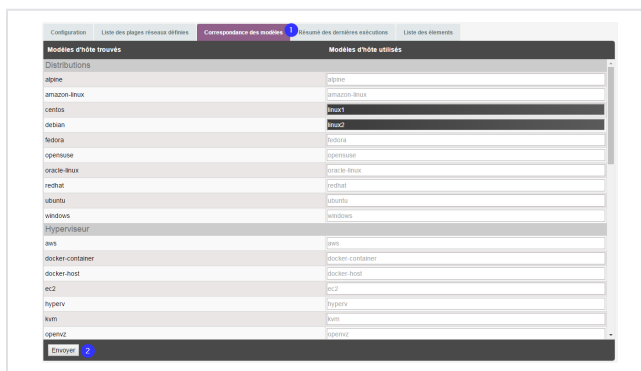 Configuration Liste des plages réseaux définies Correspondance des modèles 1 Résumé des dernières exécutions Liste des élements
Modèles d'hôte trouvés Modèles d'hôte utilisés
Distributions
alpine alpine
amazon-linux amazon-linux
centos linux1
debian linux2
fedora fedora
opensuse opensuse
oracle-linux oracle-linux
redhat redhat
ubuntu ubuntu
windows windows
Hyperviseur
aws aws
docker-container docker-container
docker-host docker-host
ec2 ec2
hyperv hyperv
kvm kvm
openvz openvz
Envoyer 2